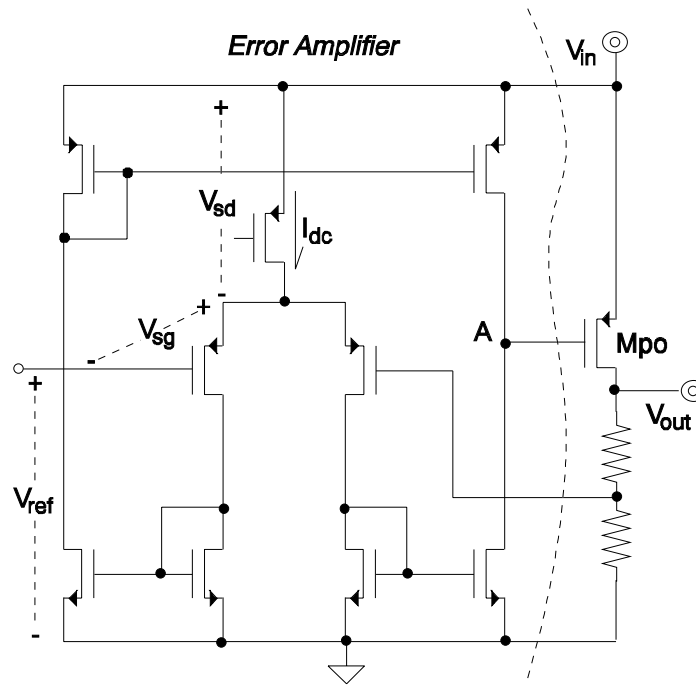 Error Amplifier
Vin
+
Vsd
Idc
-
+
Vsg
-
A
Mpo
+
Vout
Vref
-